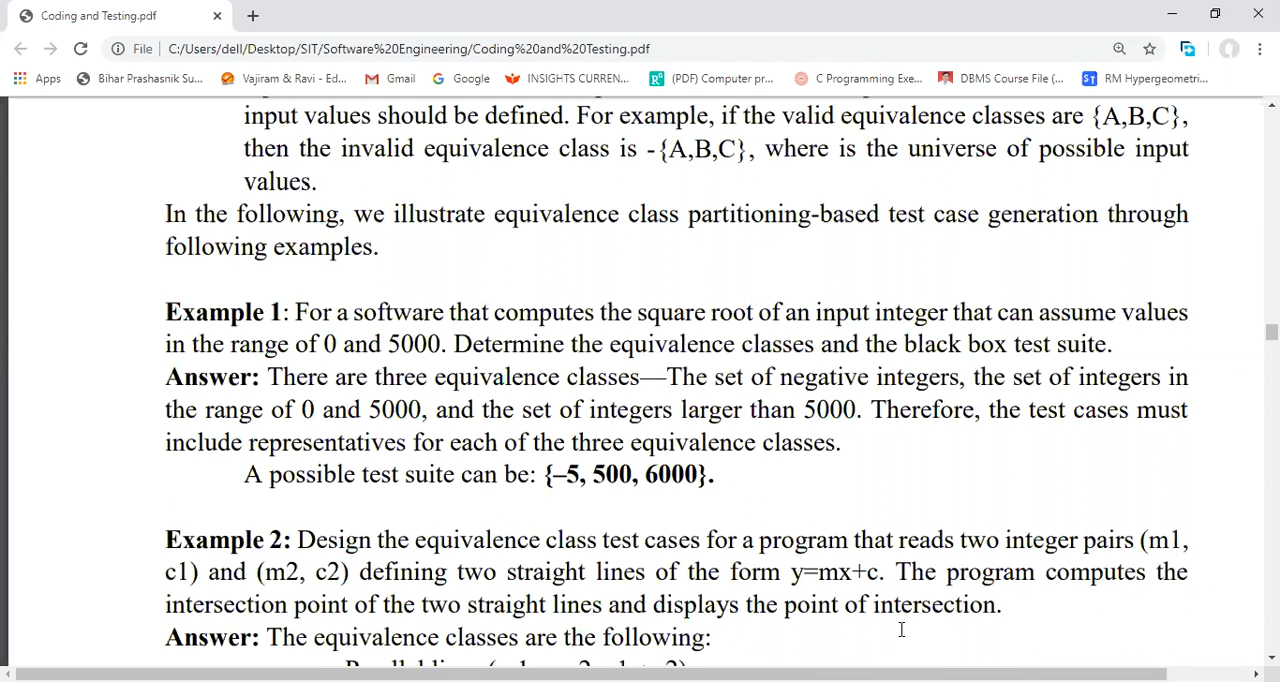 Coding and Testing.pdf
File C:/Users/dell/Desktop/SIT/Software%20Engineering/Coding%20and%20Testing.pdf
Apps Bihar Prashasnik Su... Vajiram & Ravi - Ed... Gmail Google INSIGHTS CURREN... (PDF) Computer pr... C Programming Exe... DBMS Course File (... RM Hypergeometri...
input values should be defined. For example, if the valid equivalence classes are {A,B,C},
then the invalid equivalence class is -{A,B,C}, where is the universe of possible input
values.
In the following, we illustrate equivalence class partitioning-based test case generation through
following examples.
Example 1: For a software that computes the square root of an input integer that can assume values
in the range of 0 and 5000. Determine the equivalence classes and the black box test suite.
Answer: There are three equivalence classes—The set of negative integers, the set of integers in
the range of 0 and 5000, and the set of integers larger than 5000. Therefore, the test cases must
include representatives for each of the three equivalence classes.
A possible test suite can be: {–5, 500, 6000}.
Example 2: Design the equivalence class test cases for a program that reads two integer pairs (m1,
c1) and (m2, c2) defining two straight lines of the form y=mx+c. The program computes the
intersection point of the two straight lines and displays the point of intersection.
Answer: The equivalence classes are the following: